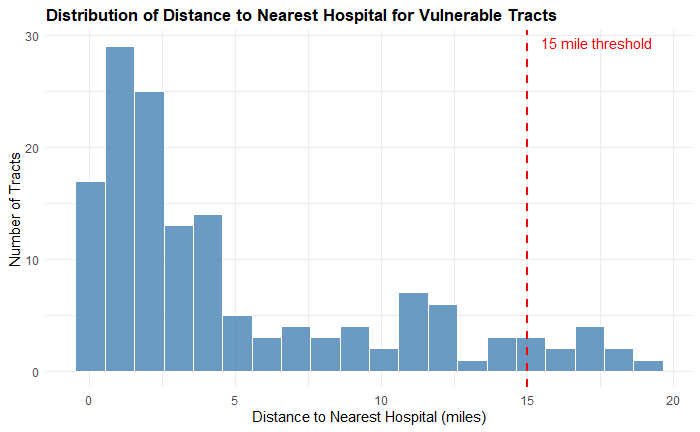 Distribution of Distance to Nearest Hospital for Vulnerable Tracts
15 mile threshold
Number of Tracts
30
20
10
0
0 5 10 15 20
Distance to Nearest Hospital (miles)